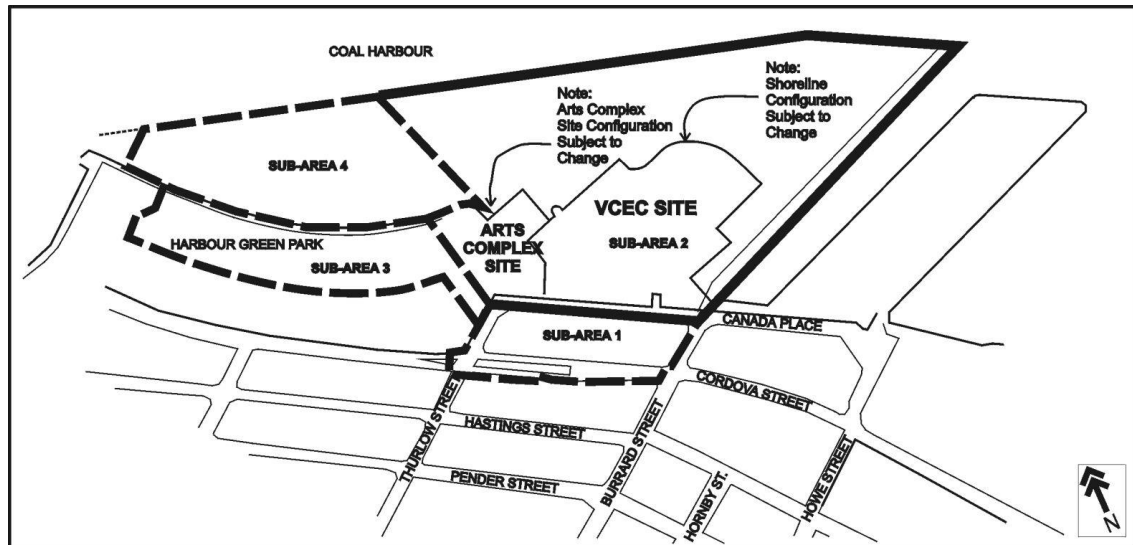 COAL HARBOUR
Note:
Arts Complex
Site Configuration
Subject to
Change
Note:
Shoreline
Configuration
Subject to
Change
SUB-AREA 4
VCEC SITE
SUB-AREA 2
ARTS
COMPLEX
SITE
HARBOUR GREEN PARK
SUB-AREA 3
SUB-AREA 1
CANADA PLACE
CORDOVA STREET
HASTINGS STREET
PENDER STREET
THURLOW STREET
BURRARD STREET
HORNBY ST.
HOWE STREET
N